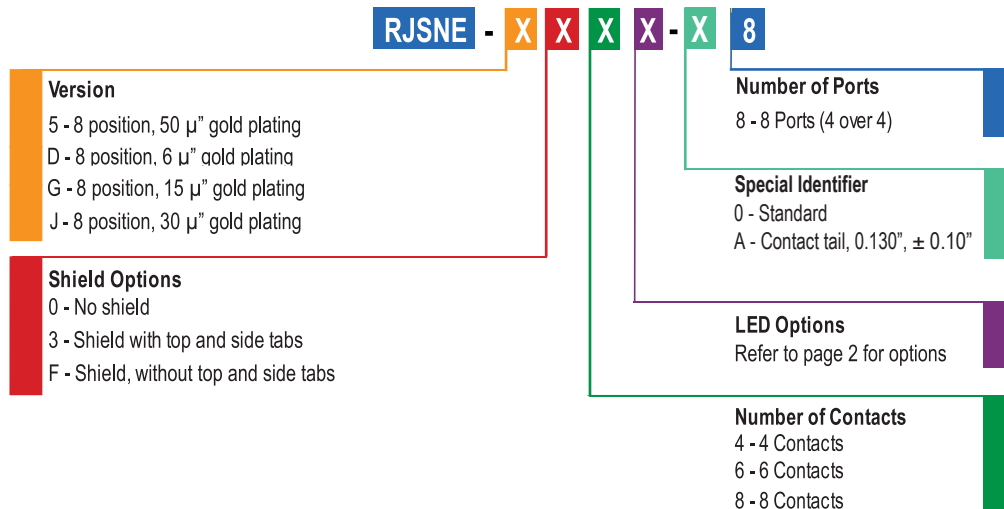 RJSNE - X X X X - X 8
Version
5 - 8 position, 50 µ” gold plating
D - 8 position, 6 µ” gold plating
G - 8 position, 15 µ” gold plating
J - 8 position, 30 µ” gold plating
Shield Options
0 - No shield
3 - Shield with top and side tabs
F - Shield, without top and side tabs
Number of Ports
8 - 8 Ports (4 over 4)
Special Identifier
0 - Standard
A - Contact tail, 0.130”, ± 0.10”
LED Options
Refer to page 2 for options
Number of Contacts
4 - 4 Contacts
6 - 6 Contacts
8 - 8 Contacts